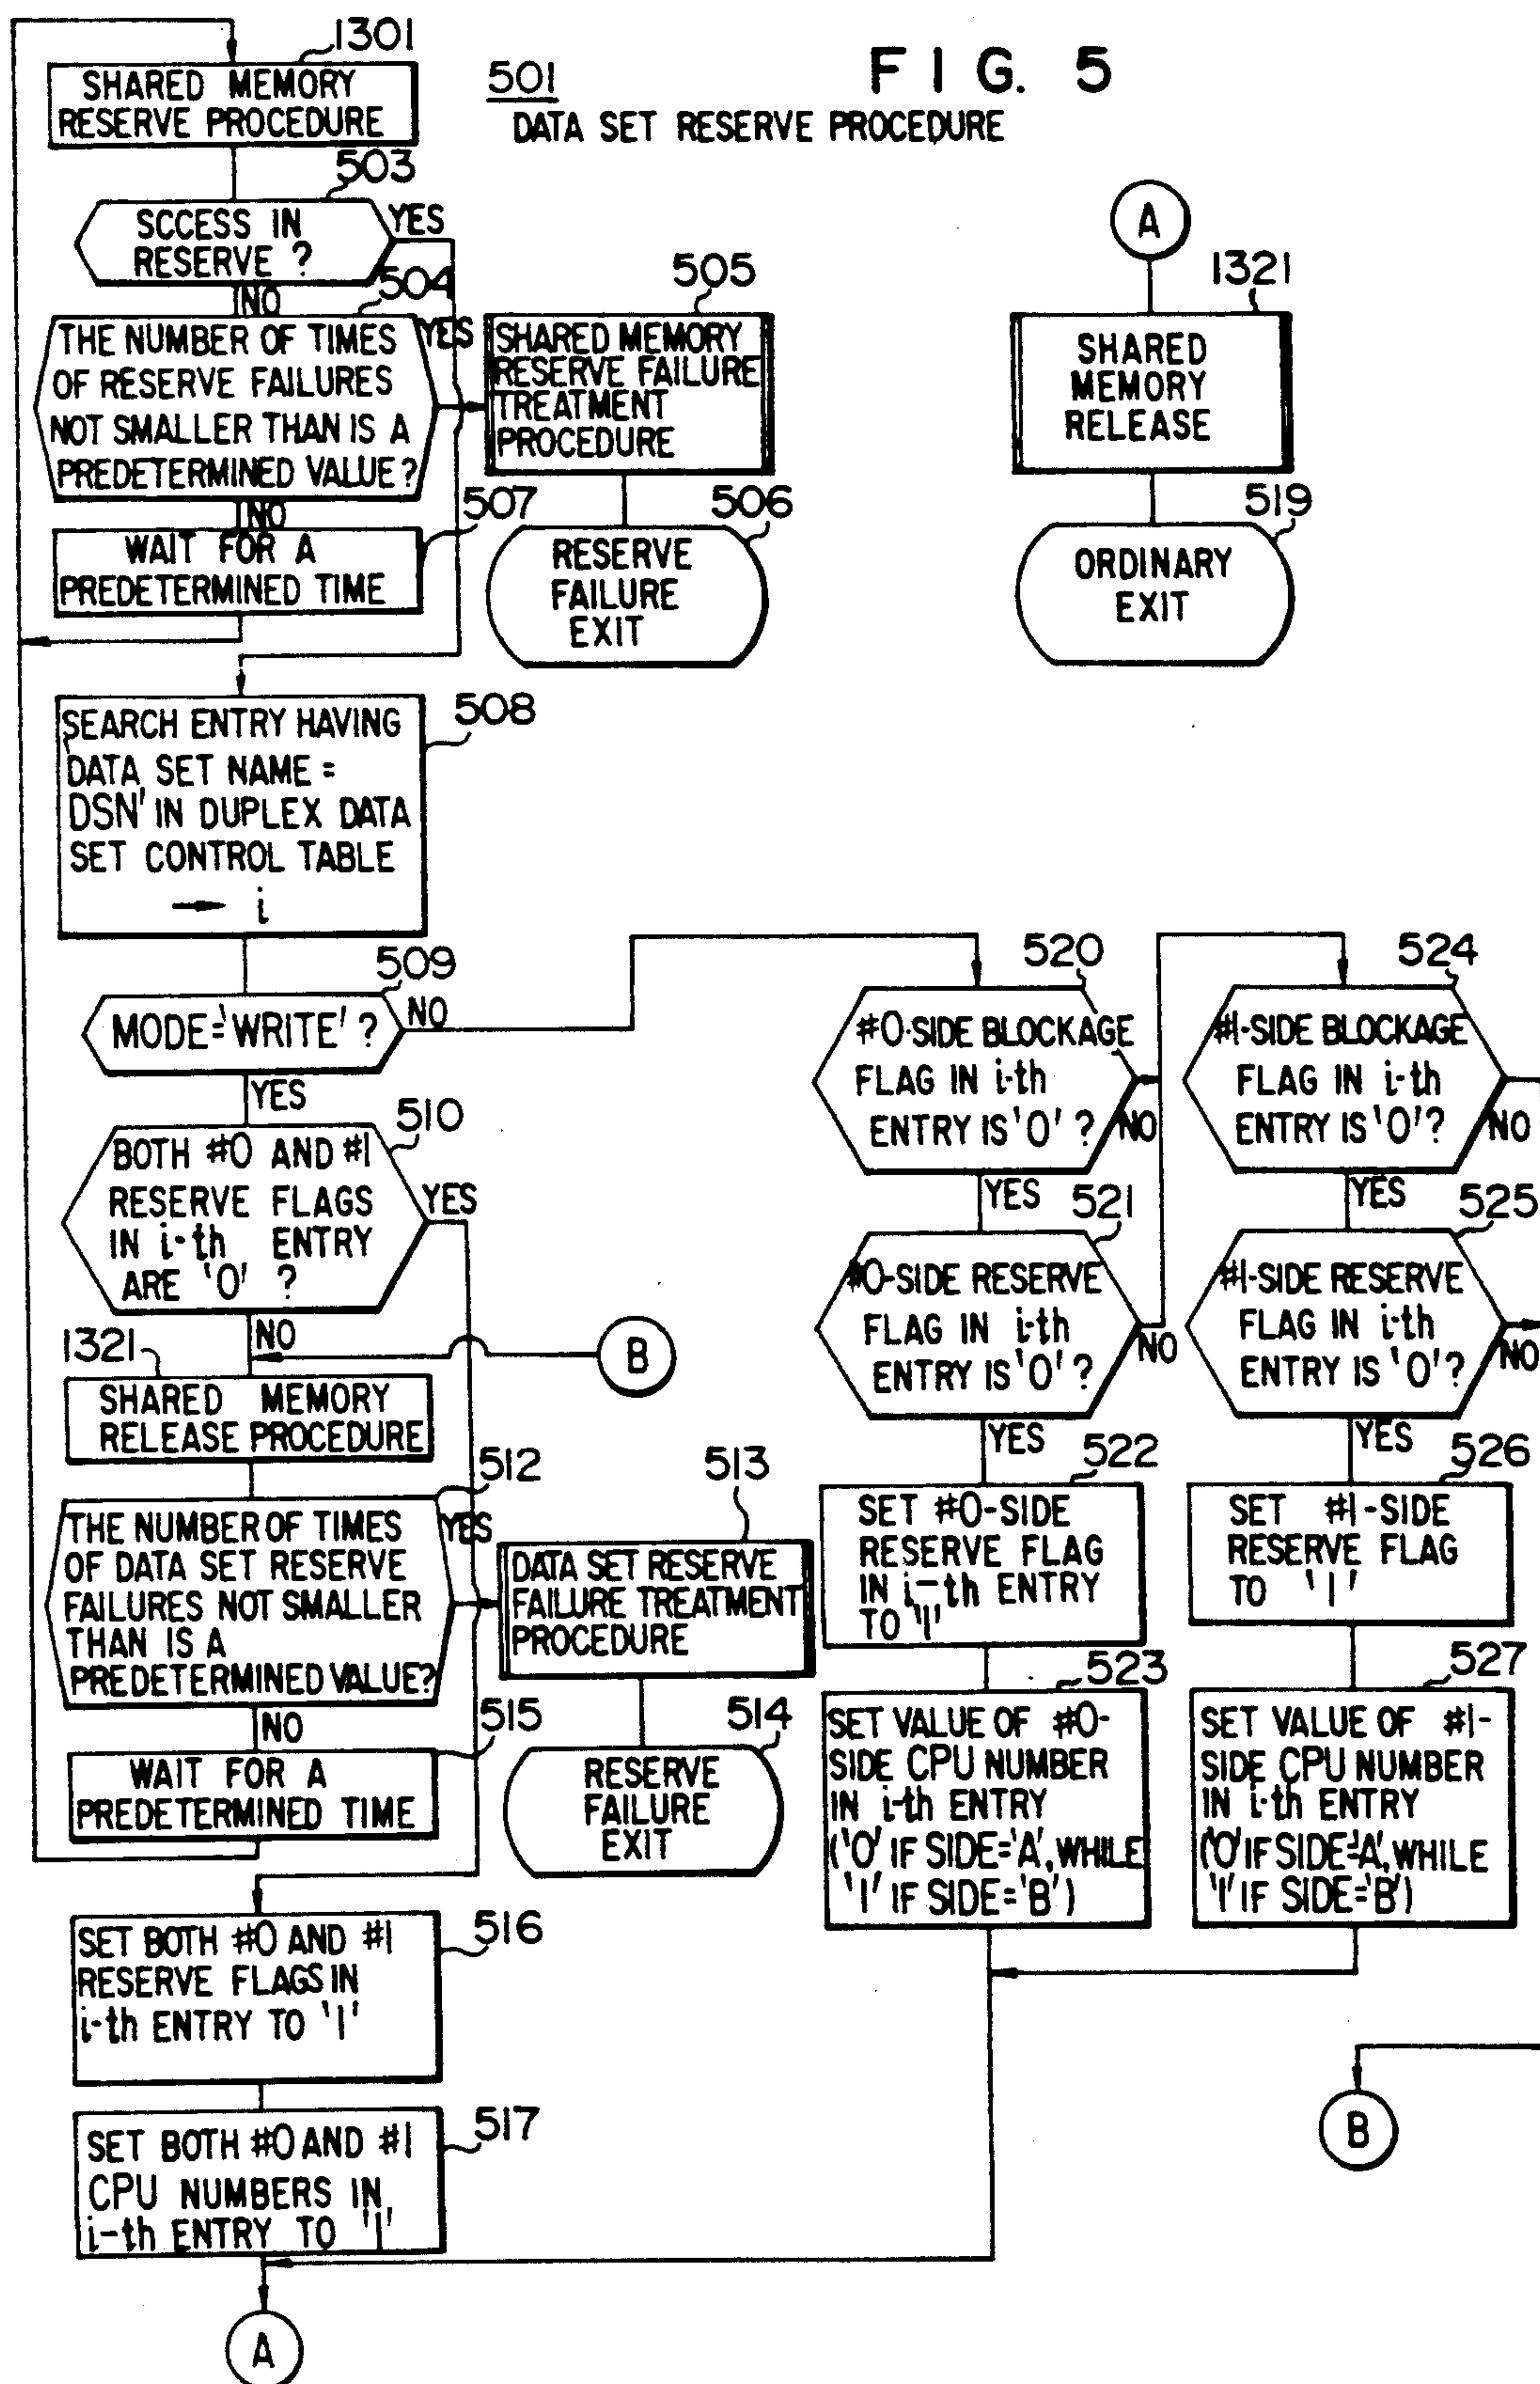 FIG. 5
501
DATA SET RESERVE PROCEDURE
1301
SHARED MEMORY
RESERVE PROCEDURE
503
SCCESS IN
RESERVE ?
YES
NO
504
THE NUMBER OF TIMES
OF RESERVE FAILURES
NOT SMALLER THAN IS A
PREDETERMINED VALUE?
YES
NO
505
SHARED MEMORY
RESERVE FAILURE
TREATMENT
PROCEDURE
506
RESERVE
FAILURE
EXIT
507
WAIT FOR A
PREDETERMINED TIME
A
1321
SHARED
MEMORY
RELEASE
519
ORDINARY
EXIT
508
SEARCH ENTRY HAVING
DATA SET NAME =
DSN' IN DUPLEX DATA
SET CONTROL TABLE
→ i
509
MODE='WRITE' ?
NO
YES
510
BOTH #0 AND #1
RESERVE FLAGS
IN i-th ENTRY
ARE '0' ?
YES
NO
B
1321
SHARED MEMORY
RELEASE PROCEDURE
512
THE NUMBER OF TIMES
OF DATA SET RESERVE
FAILURES NOT SMALLER
THAN IS A
PREDETERMINED VALUE?
YES
NO
513
DATA SET RESERVE
FAILURE TREATMENT
PROCEDURE
514
RESERVE
FAILURE
EXIT
515
WAIT FOR A
PREDETERMINED TIME
516
SET BOTH #0 AND #1
RESERVE FLAGS IN
i-th ENTRY TO '1'
517
SET BOTH #0 AND #1
CPU NUMBERS IN
i-th ENTRY TO '1'
A
520
#0-SIDE BLOCKAGE
FLAG IN i-th
ENTRY IS '0' ?
NO
YES
521
#0-SIDE RESERVE
FLAG IN i-th
ENTRY IS '0' ?
NO
YES
522
SET #0-SIDE
RESERVE FLAG
IN i-th ENTRY
TO '1'
523
SET VALUE OF #0-
SIDE CPU NUMBER
IN i-th ENTRY
('0' IF SIDE='A', WHILE
'1' IF SIDE='B')
524
#1-SIDE BLOCKAGE
FLAG IN i-th
ENTRY IS '0'?
NO
YES
525
#1-SIDE RESERVE
FLAG IN i-th
ENTRY IS '0'?
NO
YES
526
SET #1-SIDE
RESERVE FLAG
TO '1'
527
SET VALUE OF #1-
SIDE CPU NUMBER
IN i-th ENTRY
('0' IF SIDE='A', WHILE
'1' IF SIDE='B')
B